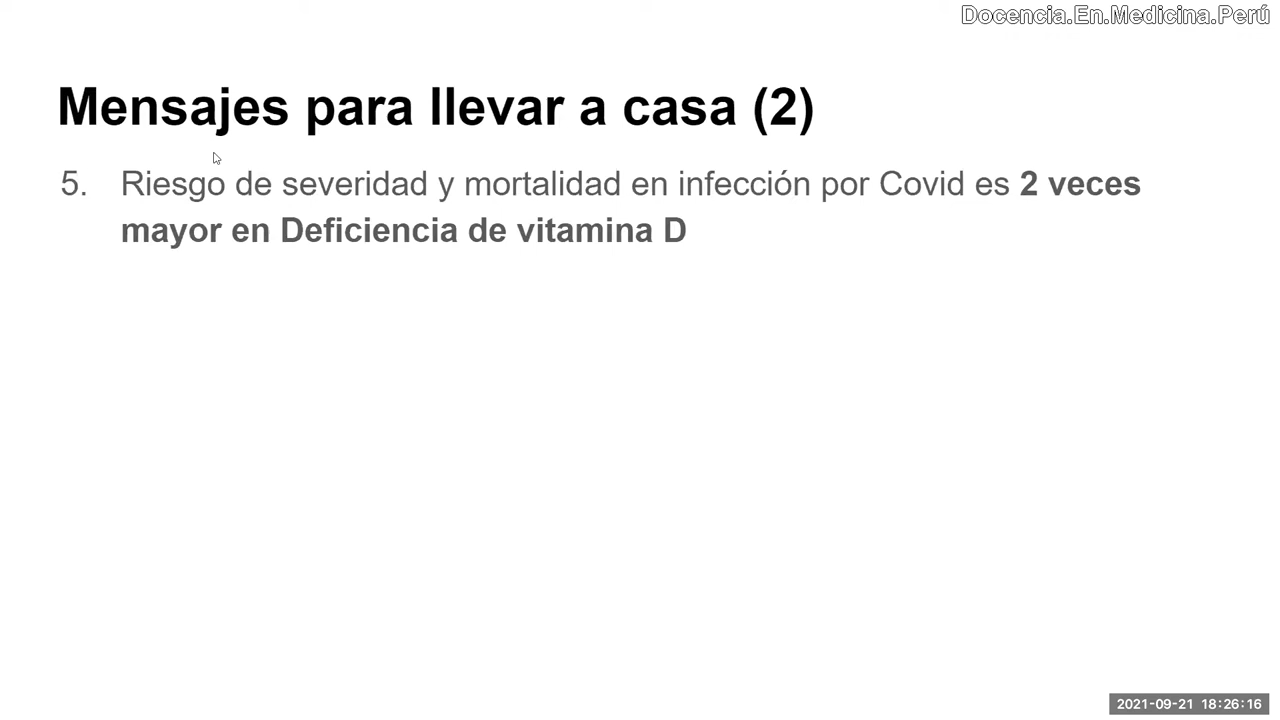 Docencia.En.Medicina.Perú
Mensajes para llevar a casa (2)
5. Riesgo de severidad y mortalidad en infección por Covid es 2 veces
mayor en Deficiencia de vitamina D
2021-09-21 18:26:16